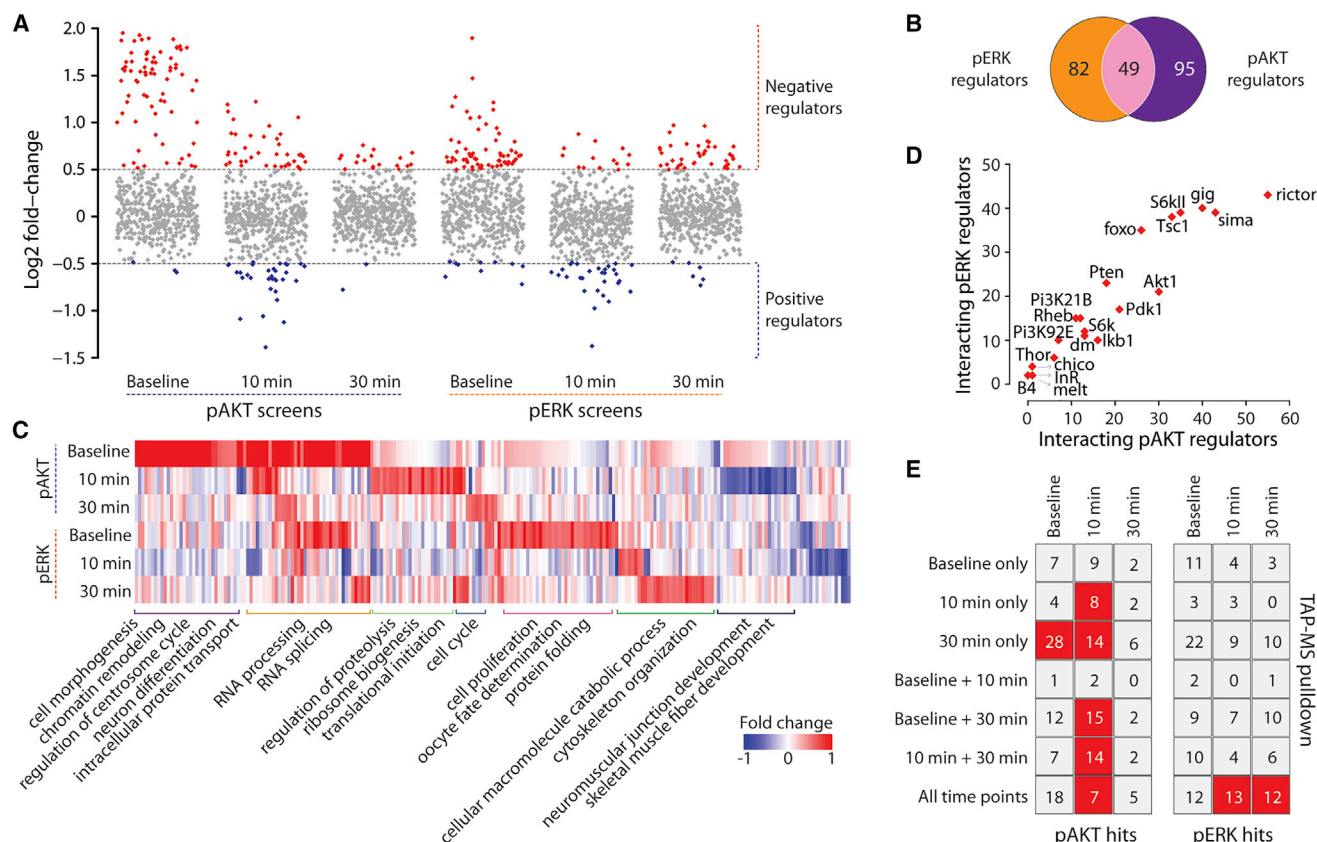 A
2.0
1.5
1.0
0.5
0
−0.5
−1.0
−1.5
Log2 fold−change
Negative
regulators
Positive
regulators
Baseline
10 min
30 min
Baseline
10 min
30 min
pAKT screens
pERK screens
B
pERK
regulators
82
49
95
pAKT
regulators
C
pAKT
pERK
Baseline
10 min
30 min
Baseline
10 min
30 min
cell morphogenesis
chromatin remodeling
regulation of centrosome cycle
neuron differentiation
intracellular protein transport
RNA processing
RNA splicing
regulation of proteolysis
ribosome biogenesis
translational initiation
cell cycle
cell proliferation
oocyte fate determination
protein folding
cellular macromolecule catabolic process
cytoskeleton organization
neuromuscular junction development
skeletal muscle fiber development
Fold change
-1
0
1
D
Interacting pERK regulators
50
40
30
20
10
0
rictor
gig
sima
S6kII
Tsc1
foxo
Pten
Akt1
Pdk1
Pi3K21B
Rheb
S6k
Pi3K92E
dm
lkb1
Thor
chico
InR
B4
melt
0 10 20 30 40 50 60
Interacting pAKT regulators
E
Baseline 10 min 30 min Baseline 10 min 30 min
Baseline only 7 9 2 11 4 3
10 min only 4 8 2 3 3 0
30 min only 28 14 6 22 9 10
Baseline + 10 min 1 2 0 2 0 1
Baseline + 30 min 12 15 2 9 7 10
10 min + 30 min 7 14 2 10 4 6
All time points 18 7 5 12 13 12
pAKT hits pERK hits
TAP-MS pulldown